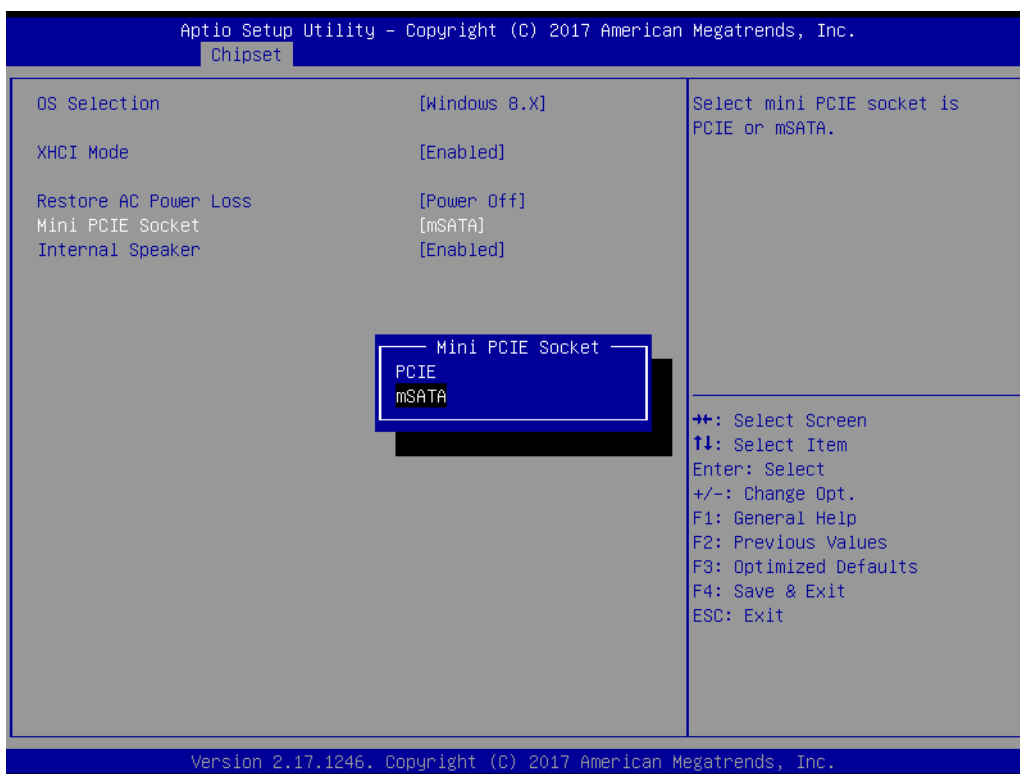 Aptio Setup Utility – Copyright (C) 2017 American Megatrends, Inc.
Chipset
OS Selection [Windows 8.X]
XHCI Mode [Enabled]
Restore AC Power Loss [Power Off]
Mini PCIE Socket [mSATA]
Internal Speaker [Enabled]
Mini PCIE Socket
PCIE
mSATA
Select mini PCIE socket is
PCIE or mSATA.
→←: Select Screen
↑↓: Select Item
Enter: Select
+/-: Change Opt.
F1: General Help
F2: Previous Values
F3: Optimized Defaults
F4: Save & Exit
ESC: Exit
Version 2.17.1246. Copyright (C) 2017 American Megatrends, Inc.